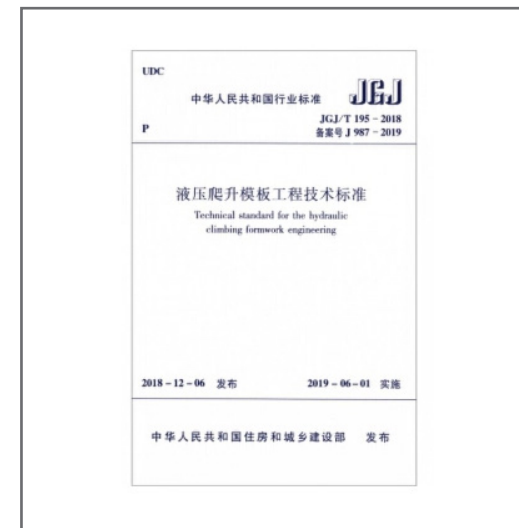 UDC
中华人民共和国行业标准 JGJ
JGJ/T 195-2018
P 备案号 J 987-2019
液压爬升模板工程技术标准
Technical standard for the hydraulic
climbing formwork engineering
2018-12-06 发布 2019-06-01 实施
中华人民共和国住房和城乡建设部 发布